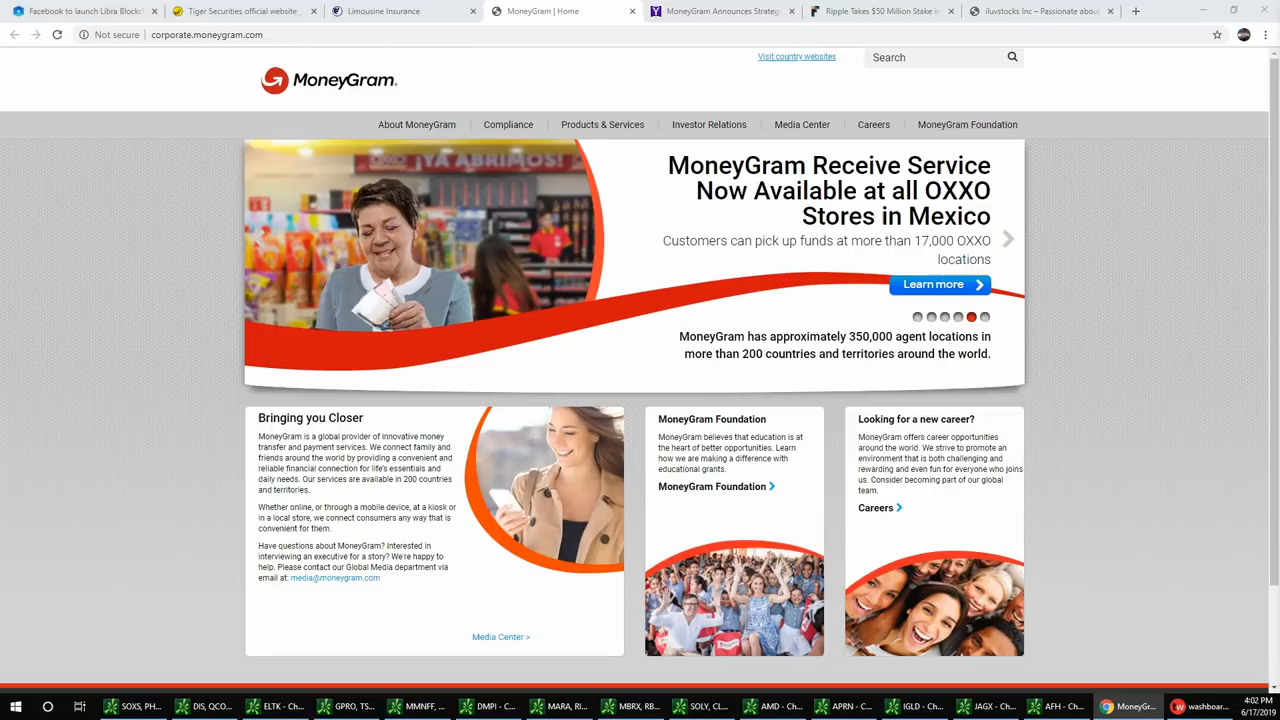 Facebook to launch Libra Blockc
Tiger Securities official website
Limousine Insurance
MoneyGram | Home
MoneyGram Announces Strateg
Ripple Takes $50 Million Stake in
iluvstocks Inc – Passionate about
Not secure
corporate.moneygram.com
Visit country websites
Search
MoneyGram
About MoneyGram
Compliance
Products & Services
Investor Relations
Media Center
Careers
MoneyGram Foundation
¡YA ABRIMOS!
MoneyGram Receive Service
Now Available at all OXXO
Stores in Mexico
Customers can pick up funds at more than 17,000 OXXO
locations
Learn more
MoneyGram has approximately 350,000 agent locations in
more than 200 countries and territories around the world.
Bringing you Closer
MoneyGram is a global provider of innovative money
transfer and payment services. We connect family and
friends around the world by providing a convenient and
reliable financial connection for life's essentials and
daily needs. Our services are available in 200 countries
and territories.
Whether online, or through a mobile device, at a kiosk or
in a local store, we connect consumers any way that is
convenient for them.
Have questions about MoneyGram? Interested in
interviewing an executive for a story? We're happy to
help. Please contact our Global Media department via
email at: media@moneygram.com
Media Center >
MoneyGram Foundation
MoneyGram believes that education is at
the heart of better opportunities. Learn
how we are making a difference with
educational grants.
MoneyGram Foundation
Looking for a new career?
MoneyGram offers career opportunities
around the world. We strive to promote an
environment that is both challenging and
rewarding and even fun for everyone who joins
us. Consider becoming part of our global
team.
Careers
SOXS, PH...
DIS, QCO...
ELTK - Ch...
GPRO, TS...
MMNFF, ...
DMPI - C...
MARA, RI...
MBRX, RB...
SOLY, CL...
AMD - Ch...
APRN - C...
IGLD - Ch...
JAGX - Ch...
AFH - Cha...
MoneyGr...
washboar...
4:02 PM
6/17/2019